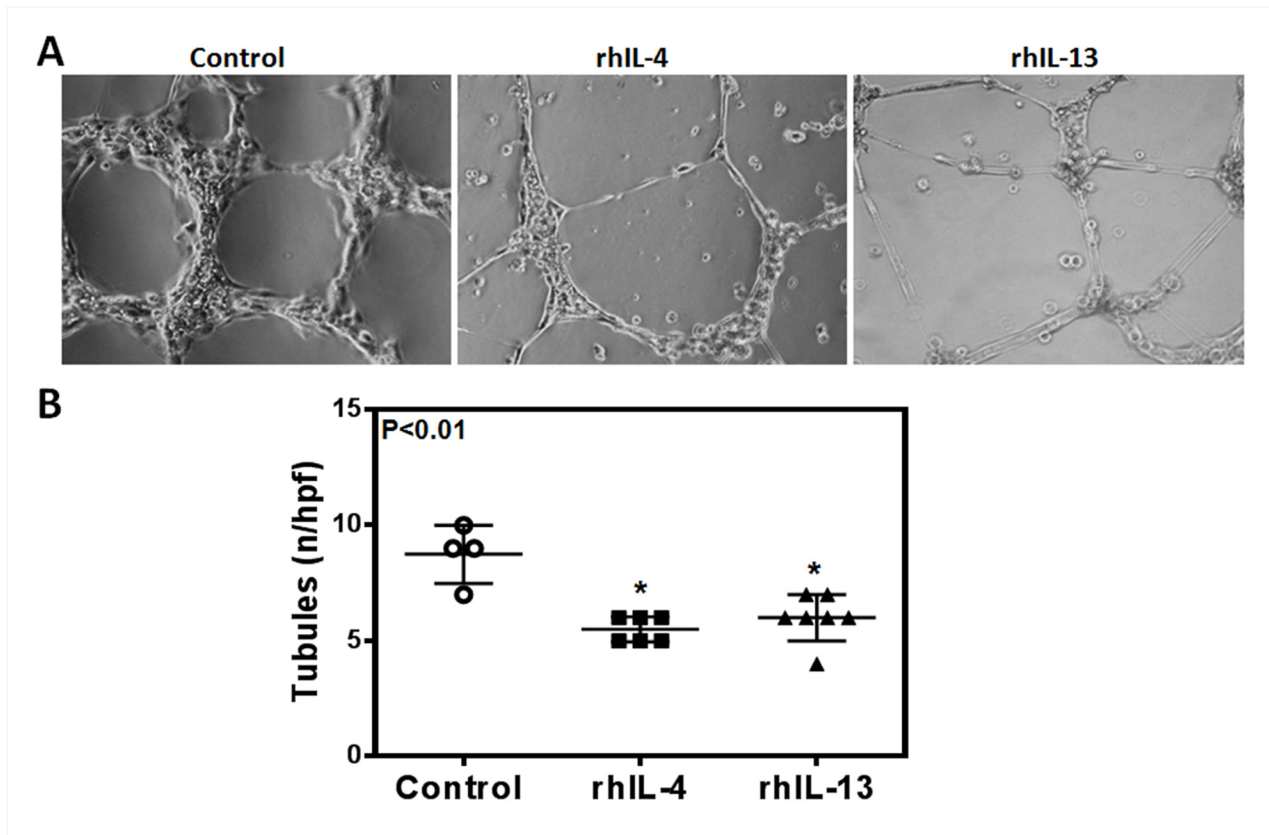 A
Control rhIL-4 rhIL-13
B
15
P<0.01
10
5
0
Tubules (n/hpf)
*
*
Control rhIL-4 rhIL-13